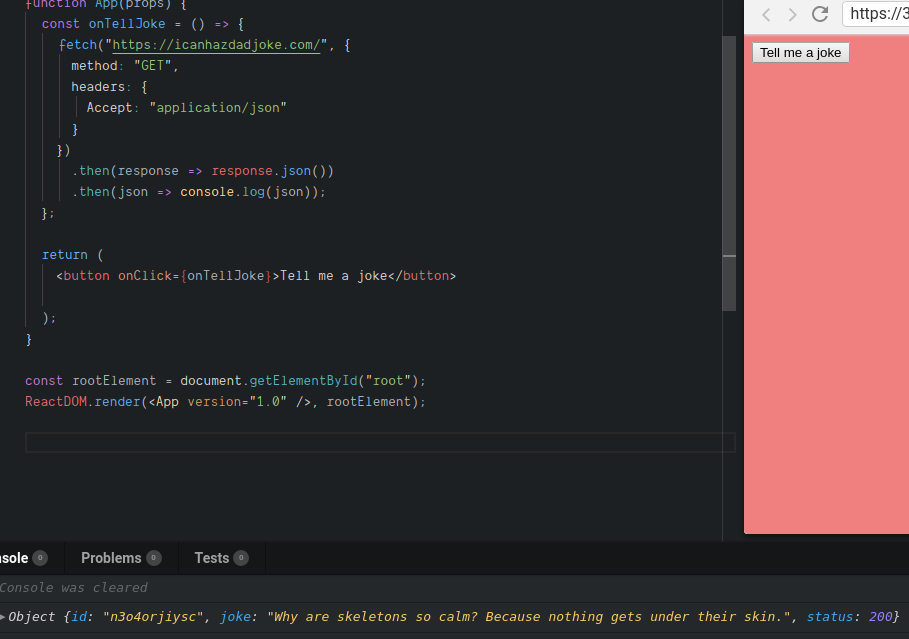 function App(props) {
const onTellJoke = () => {
fetch("https://icanhazdadjoke.com/", {
method: "GET",
headers: {
Accept: "application/json"
}
})
.then(response => response.json())
.then(json => console.log(json));
};
return (
<button onClick={onTellJoke}>Tell me a joke</button>
);
}
const rootElement = document.getElementById("root");
ReactDOM.render(<App version="1.0" />, rootElement);
https://3
Tell me a joke
nsole 0 Problems 0 Tests 0
Console was cleared
Object {id: "n3o4orjiysc", joke: "Why are skeletons so calm? Because nothing gets under their skin.", status: 200}